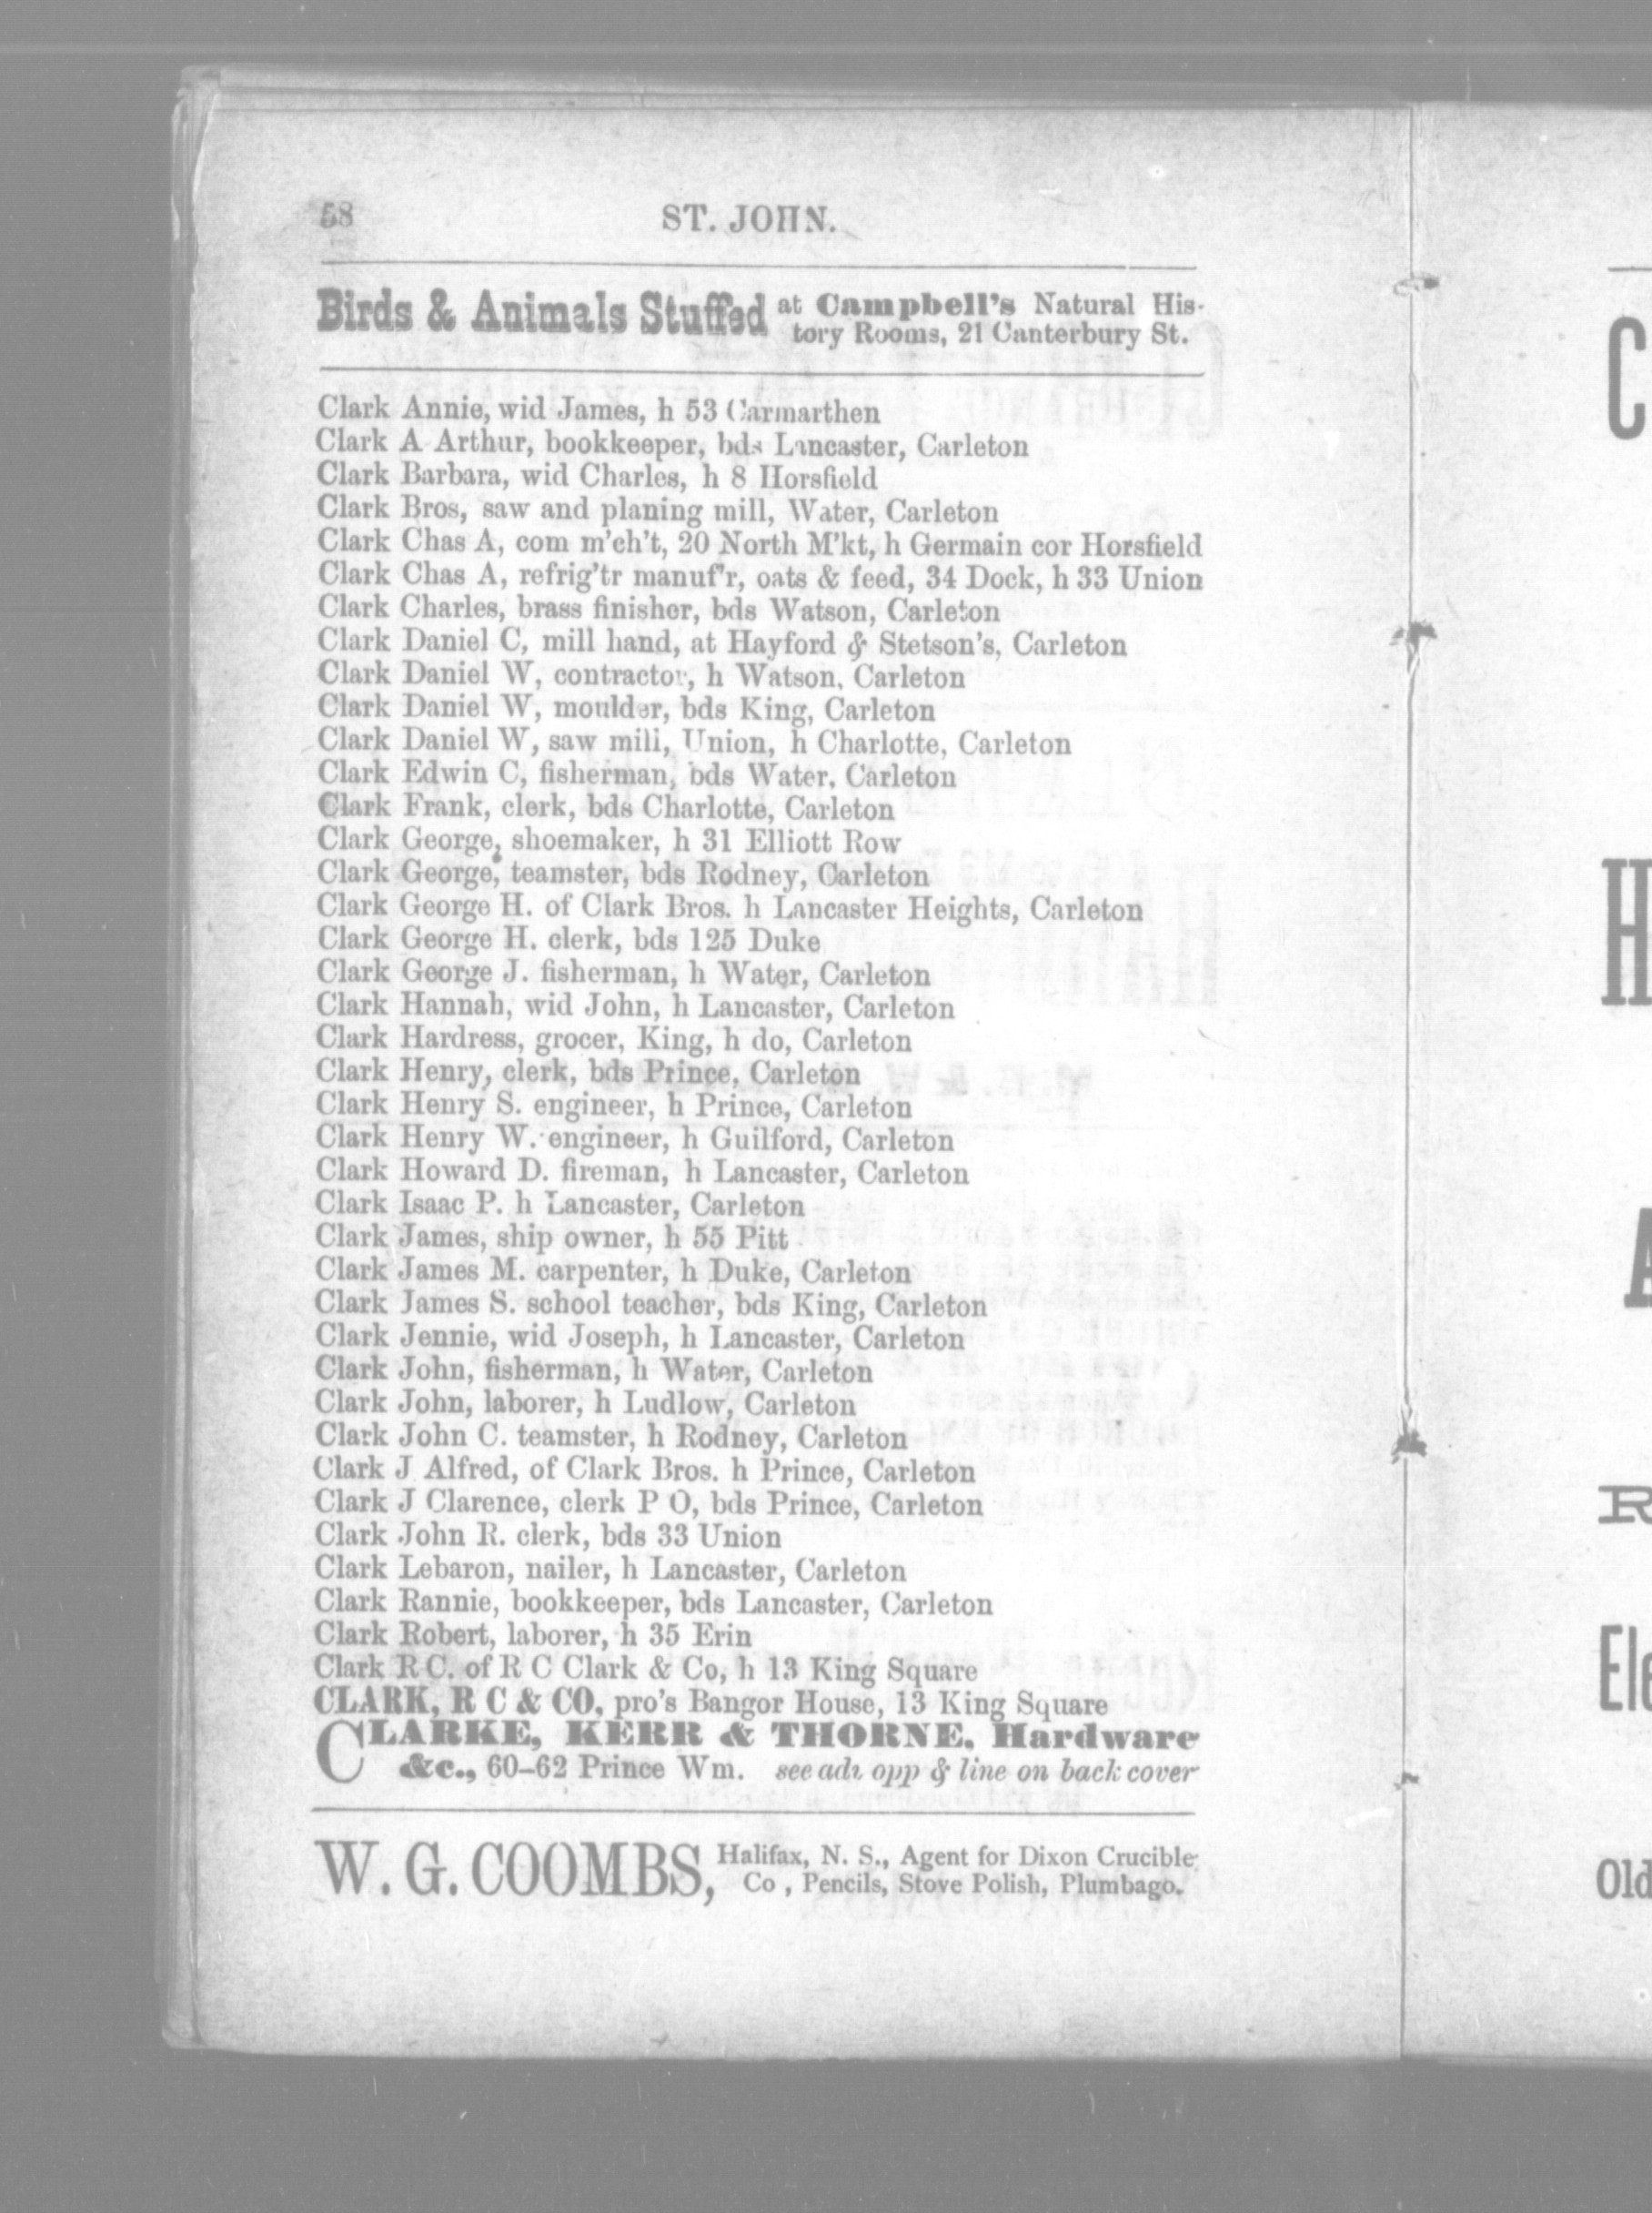 58
ST. JOHN.
Birds & Animals Stuffed at Campbell's Natural His-
tory Rooms, 21 Canterbury St.
Clark Annie, wid James, h 53 Carmarthen
Clark A Arthur, bookkeeper, bds Lancaster, Carleton
Clark Barbara, wid Charles, h 8 Horsfield
Clark Bros, saw and planing mill, Water, Carleton
Clark Chas A, com m'ch't, 20 North M'kt, h Germain cor Horsfield
Clark Chas A, refrig'tr manuf'r, oats & feed, 34 Dock, h 33 Union
Clark Charles, brass finisher, bds Watson, Carleton
Clark Daniel C, mill hand, at Hayford & Stetson's, Carleton
Clark Daniel W, contractor, h Watson, Carleton
Clark Daniel W, moulder, bds King, Carleton
Clark Daniel W, saw mill, Union, h Charlotte, Carleton
Clark Edwin C, fisherman, bds Water, Carleton
Clark Frank, clerk, bds Charlotte, Carleton
Clark George, shoemaker, h 31 Elliott Row
Clark George, teamster, bds Rodney, Carleton
Clark George H. of Clark Bros. h Lancaster Heights, Carleton
Clark George H. clerk, bds 125 Duke
Clark George J. fisherman, h Water, Carleton
Clark Hannah, wid John, h Lancaster, Carleton
Clark Hardress, grocer, King, h do, Carleton
Clark Henry, clerk, bds Prince, Carleton
Clark Henry S. engineer, h Prince, Carleton
Clark Henry W. engineer, h Guilford, Carleton
Clark Howard D. fireman, h Lancaster, Carleton
Clark Isaac P. h Lancaster, Carleton
Clark James, ship owner, h 55 Pitt
Clark James M. carpenter, h Duke, Carleton
Clark James S. school teacher, bds King, Carleton
Clark Jennie, wid Joseph, h Lancaster, Carleton
Clark John, fisherman, h Water, Carleton
Clark John, laborer, h Ludlow, Carleton
Clark John C. teamster, h Rodney, Carleton
Clark J Alfred, of Clark Bros. h Prince, Carleton
Clark J Clarence, clerk P O, bds Prince, Carleton
Clark John R. clerk, bds 33 Union
Clark Lebaron, nailer, h Lancaster, Carleton
Clark Rannie, bookkeeper, bds Lancaster, Carleton
Clark Robert, laborer, h 35 Erin
Clark R C. of R C Clark & Co, h 13 King Square
CLARK, R C & CO, pro's Bangor House, 13 King Square
CLARKE, KERR & THORNE, Hardware
&c., 60–62 Prince Wm. see adv opp & line on back cover
W. G. COOMBS, Halifax, N. S., Agent for Dixon Crucible
Co , Pencils, Stove Polish, Plumbago.
C
H
A
R
Ele
Old